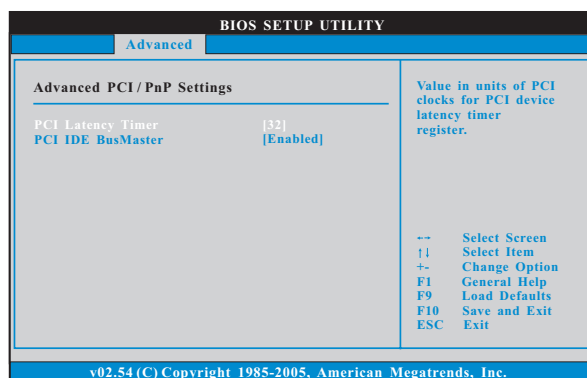 BIOS SETUP UTILITY
Advanced
Advanced PCI / PnP Settings
PCI Latency Timer [32]
PCI IDE BusMaster [Enabled]
Value in units of PCI
clocks for PCI device
latency timer
register.
←→ Select Screen
↑↓ Select Item
+- Change Option
F1 General Help
F9 Load Defaults
F10 Save and Exit
ESC Exit
v02.54 (C) Copyright 1985-2005, American Megatrends, Inc.